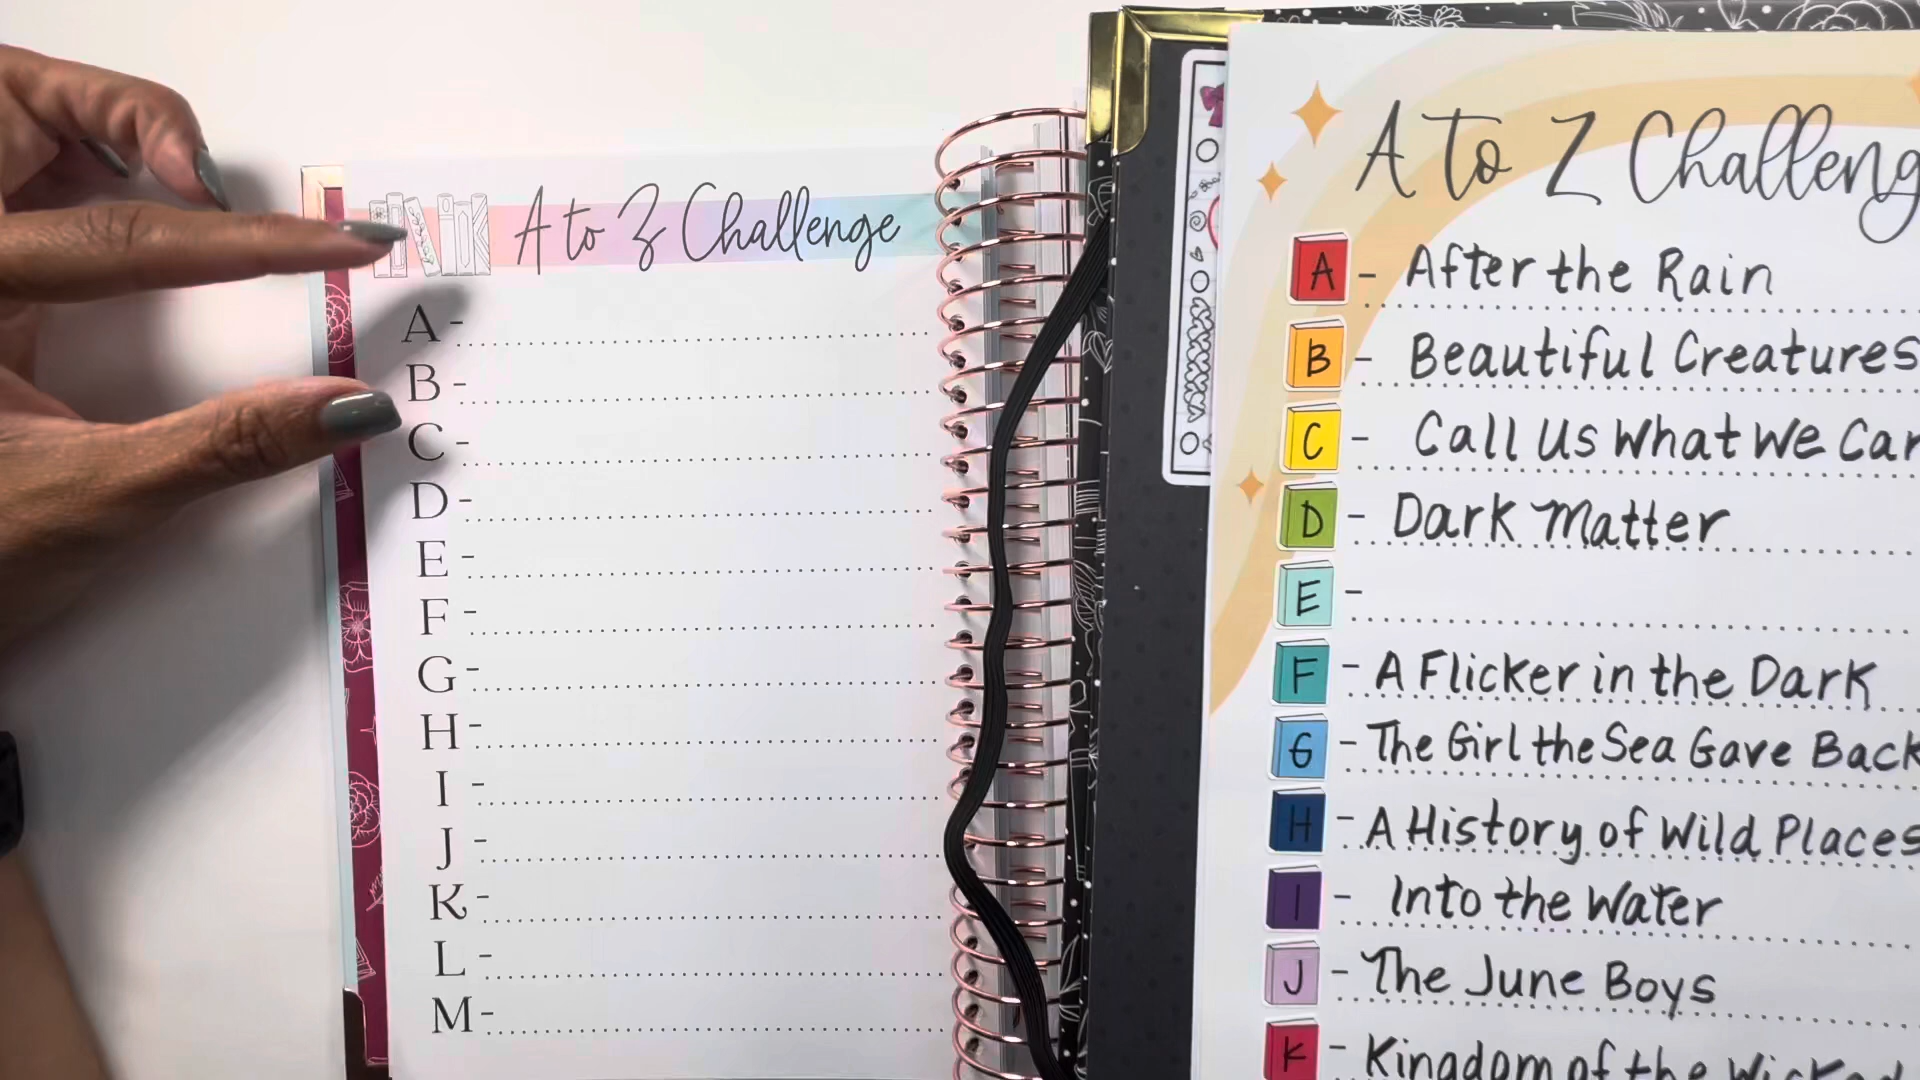 A to Z Challenge
A -
B -
C -
D -
E -
F -
G -
H -
I -
J -
K -
L -
M -
A to Z Challeng
A - After the Rain
B - Beautiful Creatures
C - Call Us What We Car
D - Dark Matter
E -
F - A Flicker in the Dark
G - The Girl the Sea Gave Back
H - A History of Wild Places
I - Into the Water
J - The June Boys
K - Kingdom of the Wicked